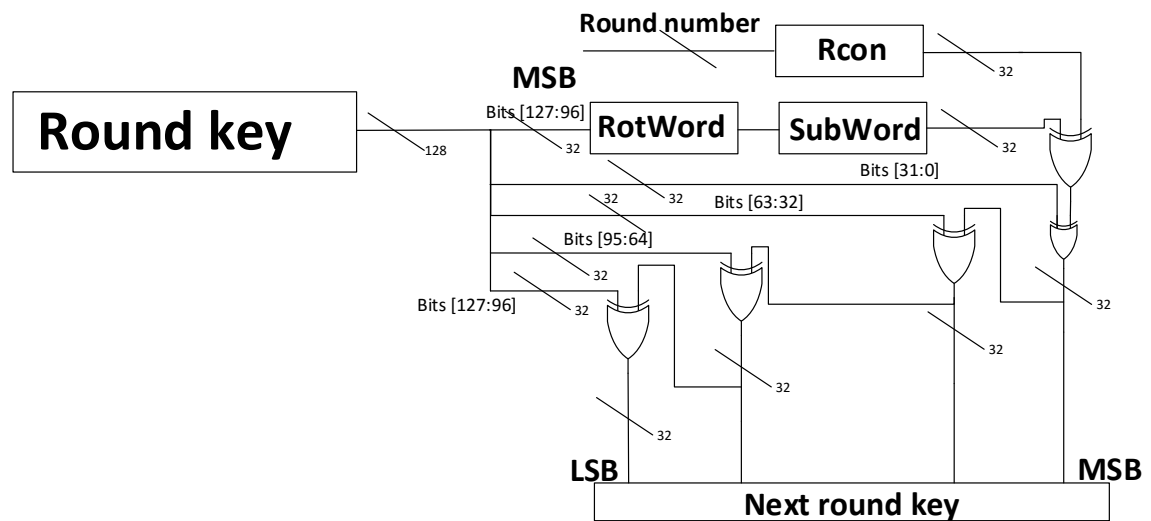 Round number
Rcon
32
MSB
Bits [127:96]
Round key
RotWord
SubWord
128
32
32
Bits [31:0]
32
32
Bits [63:32]
Bits [95:64]
32
Bits [127:96]
32
32
32
32
32
LSB
MSB
Next round key